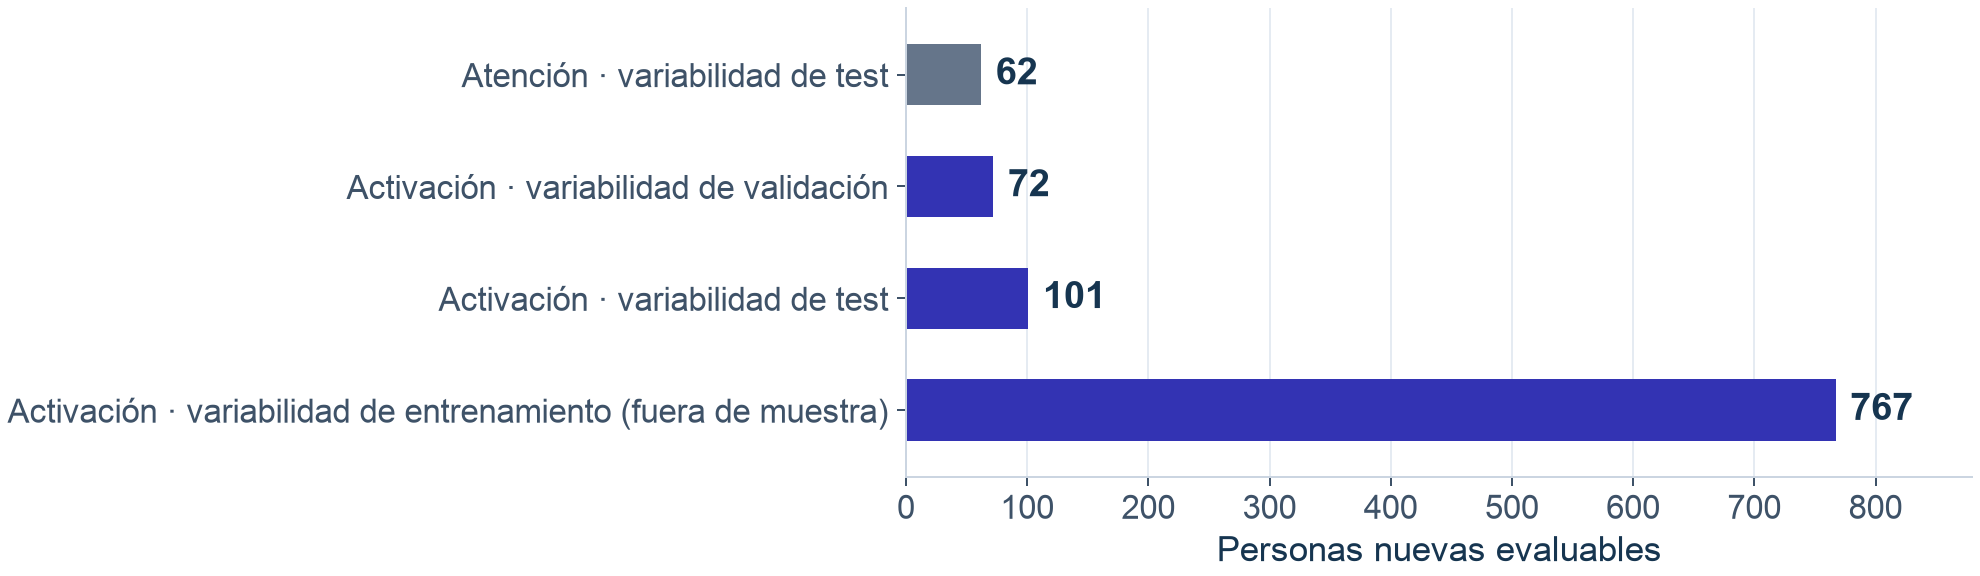 Atención · variabilidad de test
62
Activación · variabilidad de validación
72
Activación · variabilidad de test
101
Activación · variabilidad de entrenamiento (fuera de muestra)
767
0 100 200 300 400 500 600 700 800
Personas nuevas evaluables